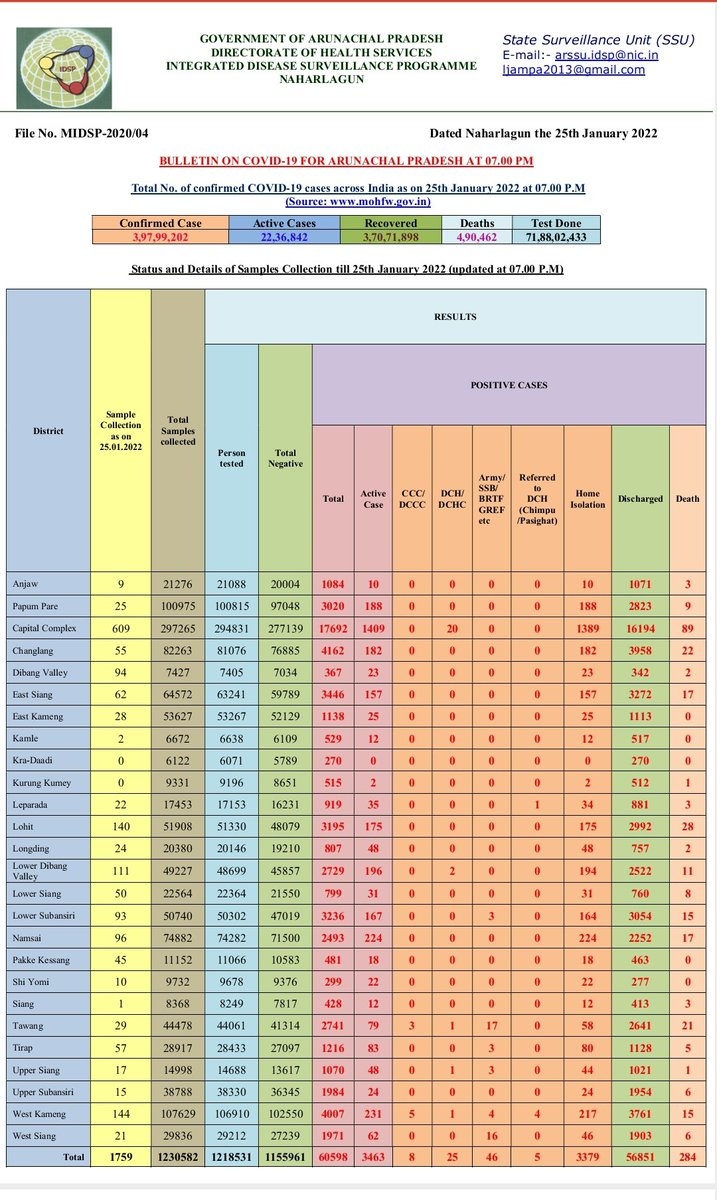 IDSP
GOVERNMENT OF ARUNACHAL PRADESH
DIRECTORATE OF HEALTH SERVICES
INTEGRATED DISEASE SURVEILLANCE PROGRAMME
NAHARLAGUN
State Surveillance Unit (SSU)
E-mail:- arssu.idsp@nic.in
ljampa2013@gmail.com
File No. MIDSP-2020/04 Dated Naharlagun the 25th January 2022
BULLETIN ON COVID-19 FOR ARUNACHAL PRADESH AT 07.00 PM
Total No. of confirmed COVID-19 cases across India as on 25th January 2022 at 07.00 P.M
(Source: www.mohfw.gov.in)
Confirmed Case Active Cases Recovered Deaths Test Done
3,97,99,202 22,36,842 3,70,71,898 4,90,462 71,88,02,433
Status and Details of Samples Collection till 25th January 2022 (updated at 07.00 P.M)
District
Sample
Collection
as on
25.01.2022
Total
Samples
collected
RESULTS
Person
tested
Total
Negative
POSITIVE CASES
Total
Active
Case
CCC/
DCCC
DCH/
DCHC
Army/
SSB/
BRTF
GREF
etc
Referred
to
DCH
(Chimpu
/Pasighat)
Home
Isolation
Discharged
Death
Anjaw 9 21276 21088 20004 1084 10 0 0 0 0 10 1071 3
Papum Pare 25 100975 100815 97048 3020 188 0 0 0 0 188 2823 9
Capital Complex 609 297265 294831 277139 17692 1409 0 20 0 0 1389 16194 89
Changlang 55 82263 81076 76885 4162 182 0 0 0 0 182 3958 22
Dibang Valley 94 7427 7405 7034 367 23 0 0 0 0 23 342 2
East Siang 62 64572 63241 59789 3446 157 0 0 0 0 157 3272 17
East Kameng 28 53627 53267 52129 1138 25 0 0 0 0 25 1113 0
Kamle 2 6672 6638 6109 529 12 0 0 0 0 12 517 0
Kra-Daadi 0 6122 6071 5789 270 0 0 0 0 0 0 270 0
Kurung Kumey 0 9331 9196 8651 515 2 0 0 0 0 2 512 1
Leparada 22 17453 17153 16231 919 35 0 0 0 1 34 881 3
Lohit 140 51908 51330 48079 3195 175 0 0 0 0 175 2992 28
Longding 24 20380 20146 19210 807 48 0 0 0 0 48 757 2
Lower Dibang
Valley 111 49227 48699 45857 2729 196 0 2 0 0 194 2522 11
Lower Siang 50 22564 22364 21550 799 31 0 0 0 0 31 760 8
Lower Subansiri 93 50740 50302 47019 3236 167 0 0 3 0 164 3054 15
Namsai 96 74882 74282 71500 2493 224 0 0 0 0 224 2252 17
Pakke Kessang 45 11152 11066 10583 481 18 0 0 0 0 18 463 0
Shi Yomi 10 9732 9678 9376 299 22 0 0 0 0 22 277 0
Siang 1 8368 8249 7817 428 12 0 0 0 0 12 413 3
Tawang 29 44478 44061 41314 2741 79 3 1 17 0 58 2641 21
Tirap 57 28917 28433 27097 1216 83 0 0 3 0 80 1128 5
Upper Siang 17 14998 14688 13617 1070 48 0 1 3 0 44 1021 1
Upper Subansiri 15 38788 38330 36345 1984 24 0 0 0 0 24 1954 6
West Kameng 144 107629 106910 102550 4007 231 5 1 4 4 217 3761 15
West Siang 21 29836 29212 27239 1971 62 0 0 16 0 46 1903 6
Total 1759 1230582 1218531 1155961 60598 3463 8 25 46 5 3379 56851 284